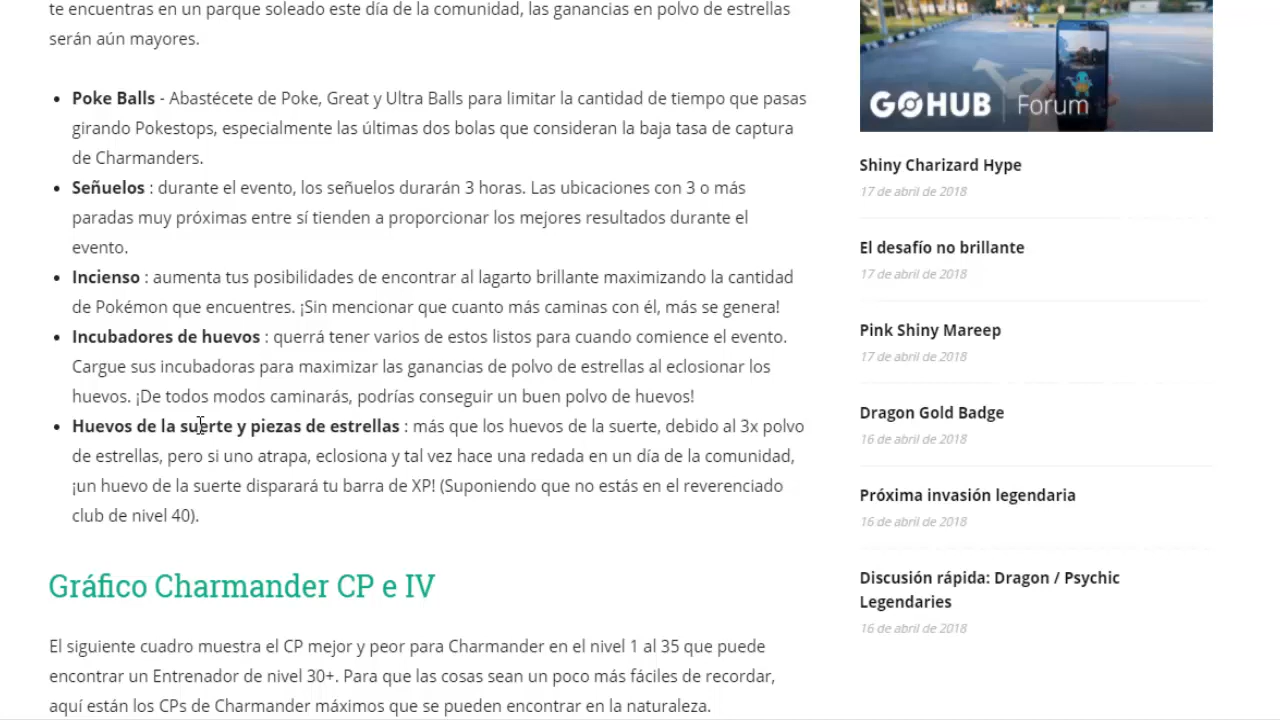 te encuentras en un parque soleado este día de la comunidad, las ganancias en polvo de estrellas
serán aún mayores.
Poke Balls - Abastécete de Poke, Great y Ultra Balls para limitar la cantidad de tiempo que pasas
girando Pokestops, especialmente las últimas dos bolas que consideran la baja tasa de captura
de Charmanders.
Señuelos : durante el evento, los señuelos durarán 3 horas. Las ubicaciones con 3 o más
paradas muy próximas entre sí tienden a proporcionar los mejores resultados durante el
evento.
Incienso : aumenta tus posibilidades de encontrar al lagarto brillante maximizando la cantidad
de Pokémon que encuentres. ¡Sin mencionar que cuanto más caminas con él, más se genera!
Incubadores de huevos : querrá tener varios de estos listos para cuando comience el evento.
Cargue sus incubadoras para maximizar las ganancias de polvo de estrellas al eclosionar los
huevos. ¡De todos modos caminarás, podrías conseguir un buen polvo de huevos!
Huevos de la suerte y piezas de estrellas : más que los huevos de la suerte, debido al 3x polvo
de estrellas, pero si uno atrapa, eclosiona y tal vez hace una redada en un día de la comunidad,
¡un huevo de la suerte disparará tu barra de XP! (Suponiendo que no estás en el reverenciado
club de nivel 40).
Gráfico Charmander CP e IV
El siguiente cuadro muestra el CP mejor y peor para Charmander en el nivel 1 al 35 que puede
encontrar un Entrenador de nivel 30+. Para que las cosas sean un poco más fáciles de recordar,
aquí están los CPs de Charmander máximos que se pueden encontrar en la naturaleza.
GOHUB Forum
Shiny Charizard Hype
17 de abril de 2018
El desafío no brillante
17 de abril de 2018
Pink Shiny Mareep
17 de abril de 2018
Dragon Gold Badge
16 de abril de 2018
Próxima invasión legendaria
16 de abril de 2018
Discusión rápida: Dragon / Psychic
Legendaries
16 de abril de 2018